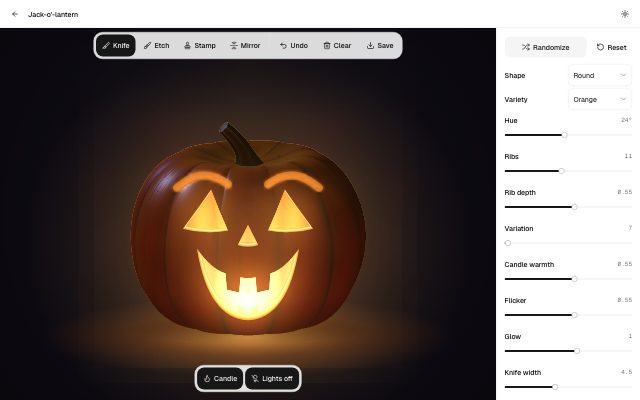 Jack-o'-lantern
Knife Etch Stamp Mirror Undo Clear Save
Randomize Reset
Shape Round
Variety Orange
Hue 24°
Ribs 11
Rib depth 0.55
Variation 7
Candle warmth 0.55
Flicker 0.55
Glow 1
Knife width 4.5
Candle Lights off